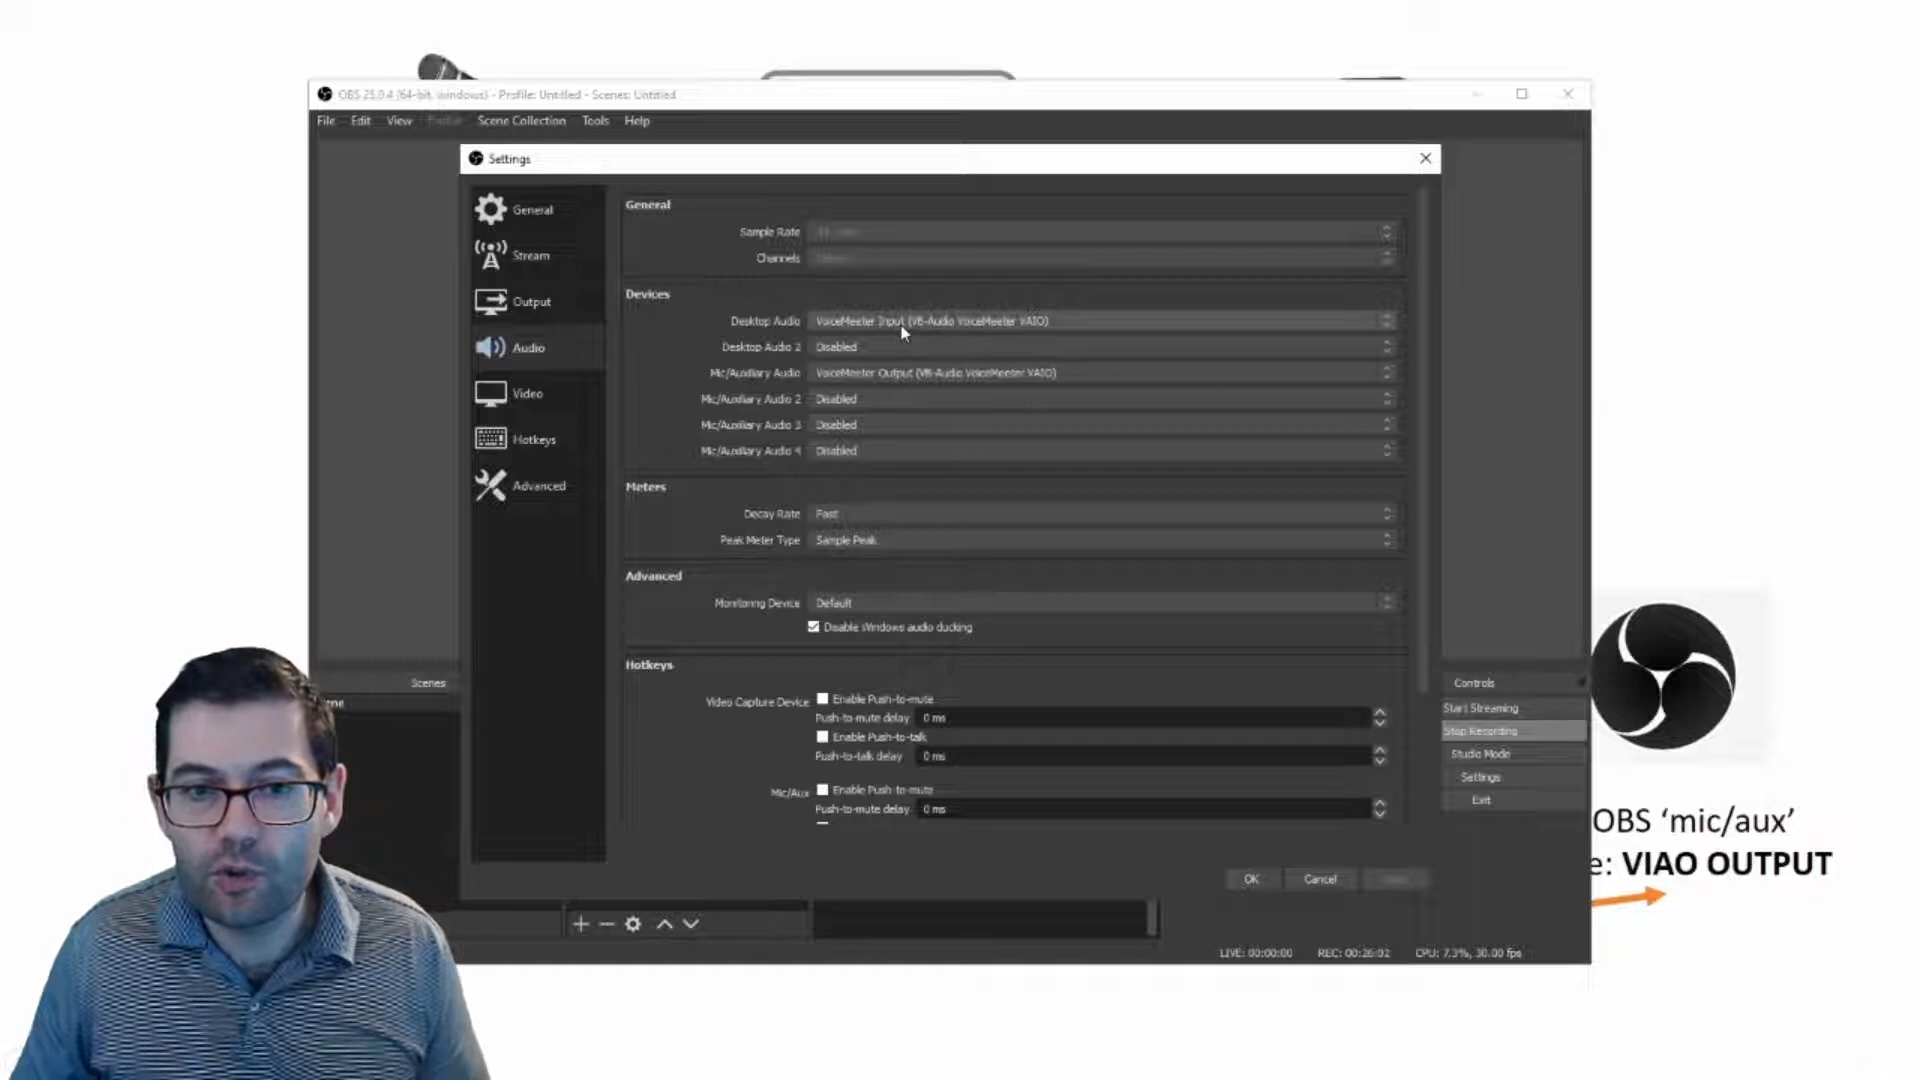 OBS 25.0.4 (64-bit, windows) - Profile: Untitled - Scenes: Untitled
File Edit View Scene Collection Tools Help
Settings
General
Stream
Output
Audio
Video
Hotkeys
Advanced
General
Sample Rate
Channels
Devices
Desktop Audio VoiceMeeter Input (VB-Audio VoiceMeeter VAIO)
Desktop Audio 2 Disabled
Mic/Auxiliary Audio VoiceMeeter Output (VB-Audio VoiceMeeter VAIO)
Mic/Auxiliary Audio 2 Disabled
Mic/Auxiliary Audio 3 Disabled
Mic/Auxiliary Audio 4 Disabled
Meters
Decay Rate Fast
Peak Meter Type Sample Peak
Advanced
Monitoring Device Default
Disable Windows audio ducking
Hotkeys
Video Capture Device Enable Push-to-mute
Push-to-mute delay 0 ms
Enable Push-to-talk
Push-to-talk delay 0 ms
Mic/Aux Enable Push-to-mute
Push-to-mute delay 0 ms
OK Cancel
Scenes
ne
Controls
Start Streaming
Stop Recording
Studio Mode
Settings
Exit
LIVE: 00:00:00 REC: 00:26:02 CPU: 7.3%, 30.00 fps
OBS ‘mic/aux’
e: VIAO OUTPUT